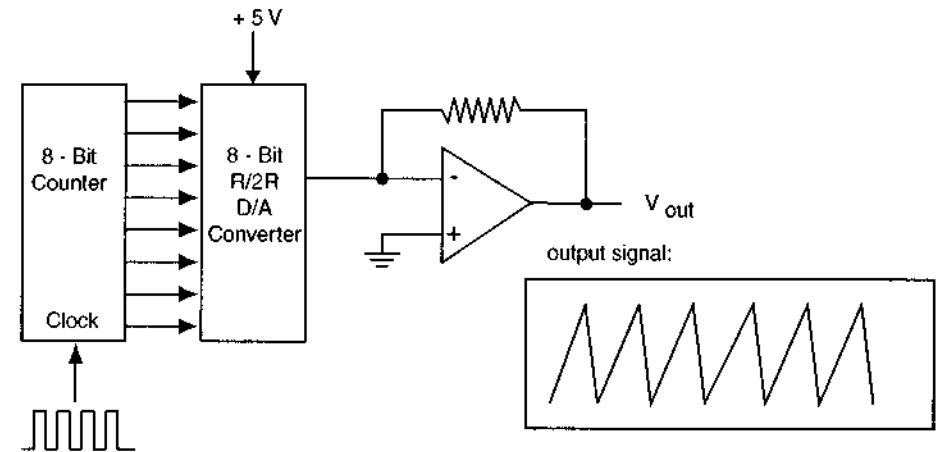 + 5 V
8 - Bit
Counter
Clock
8 - Bit
R/2R
D/A
Converter
-
+
V out
output signal: